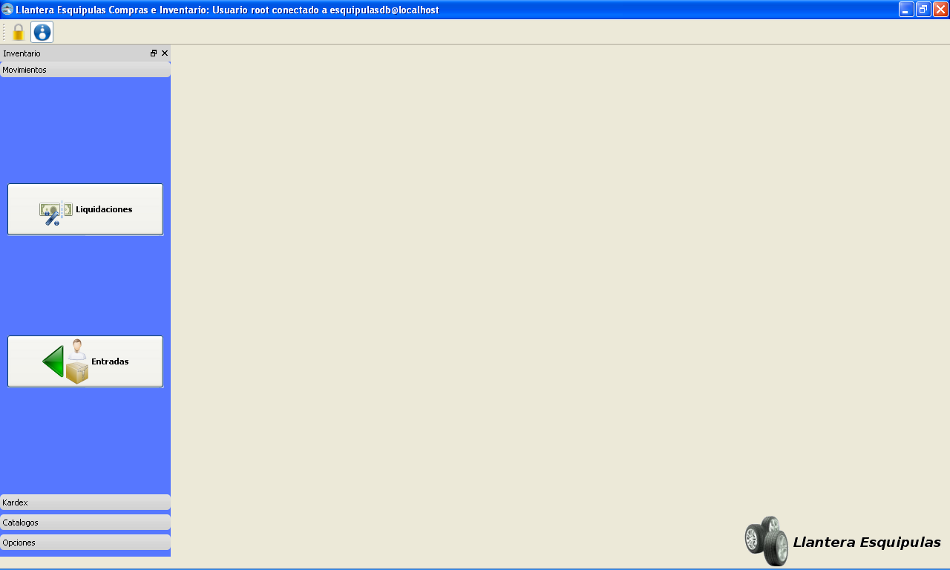 Llantera Esquipulas Compras e Inventario: Usuario root conectado a esquipulasdb@localhost
Inventario
Movimientos
Liquidaciones
Entradas
Kardex
Catalogos
Opciones
Llantera Esquipulas